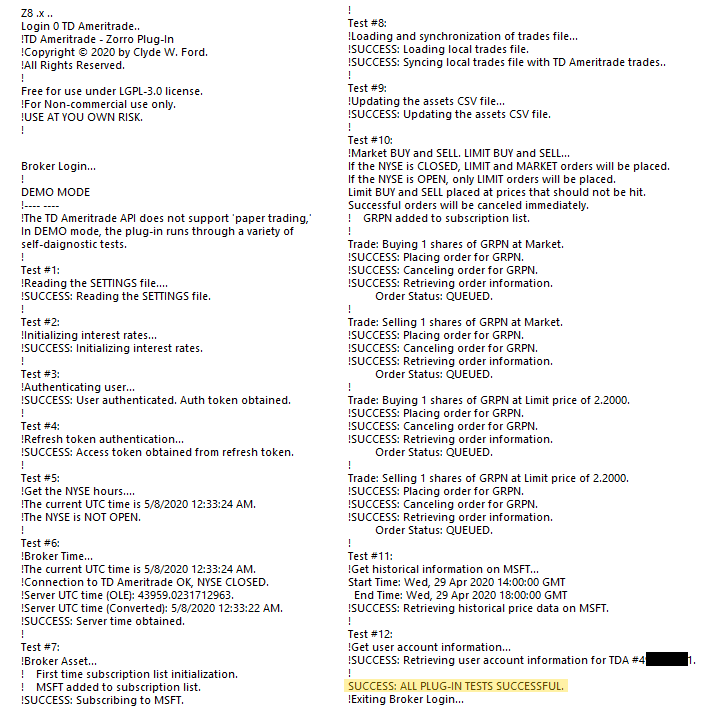 Z8 .x ..
Login 0 TD Ameritrade..
!TD Ameritrade - Zorro Plug-In
!Copyright © 2020 by Clyde W. Ford.
!All Rights Reserved.
!
Free for use under LGPL-3.0 license.
!For Non-commercial use only.
!USE AT YOU OWN RISK.
!
Broker Login...
!
DEMO MODE
!---- ----
!The TD Ameritrade API does not support 'paper trading,'
In DEMO mode, the plug-in runs through a variety of
self-daignostic tests.
!
Test #1:
!Reading the SETTINGS file....
!SUCCESS: Reading the SETTINGS file.
!
Test #2:
!Initializing interest rates...
!SUCCESS: Initializing interest rates.
!
Test #3:
!Authenticating user...
!SUCCESS: User authenticated. Auth token obtained.
!
Test #4:
!Refresh token authentication...
!SUCCESS: Access token obtained from refresh token.
!
Test #5:
!Get the NYSE hours....
!The current UTC time is 5/8/2020 12:33:24 AM.
!The NYSE is NOT OPEN.
!
Test #6:
!Broker Time...
!The current UTC time is 5/8/2020 12:33:24 AM.
!Connection to TD Ameritrade OK, NYSE CLOSED.
!Server UTC time (OLE): 43959.0231712963.
!Server UTC time (Converted): 5/8/2020 12:33:22 AM.
!SUCCESS: Server time obtained.
!
Test #7:
!Broker Asset...
!    First time subscription list initialization.
!    MSFT added to subscription list.
!SUCCESS: Subscribing to MSFT.
!
Test #8:
!Loading and synchronization of trades file...
!SUCCESS: Loading local trades file.
!SUCCESS: Syncing local trades file with TD Ameritrade trades..
!
Test #9:
!Updating the assets CSV file...
!SUCCESS: Updating the assets CSV file.
!
Test #10:
!Market BUY and SELL. LIMIT BUY and SELL...
If the NYSE is CLOSED, LIMIT and MARKET orders will be placed.
If the NYSE is OPEN, only LIMIT orders will be placed.
Limit BUY and SELL placed at prices that should not be hit.
Successful orders will be canceled immediately.
!    GRPN added to subscription list.
!
Trade: Buying 1 shares of GRPN at Market.
!SUCCESS: Placing order for GRPN.
!SUCCESS: Canceling order for GRPN.
!SUCCESS: Retrieving order information.
Order Status: QUEUED.
!
Trade: Selling 1 shares of GRPN at Market.
!SUCCESS: Placing order for GRPN.
!SUCCESS: Canceling order for GRPN.
!SUCCESS: Retrieving order information.
Order Status: QUEUED.
!
Trade: Buying 1 shares of GRPN at Limit price of 2.2000.
!SUCCESS: Placing order for GRPN.
!SUCCESS: Canceling order for GRPN.
!SUCCESS: Retrieving order information.
Order Status: QUEUED.
!
Trade: Selling 1 shares of GRPN at Limit price of 2.2000.
!SUCCESS: Placing order for GRPN.
!SUCCESS: Canceling order for GRPN.
!SUCCESS: Retrieving order information.
Order Status: QUEUED.
!
Test #11:
!Get historical information on MSFT...
Start Time: Wed, 29 Apr 2020 14:00:00 GMT
End Time: Wed, 29 Apr 2020 18:00:00 GMT
!SUCCESS: Retrieving historical price data on MSFT.
!
Test #12:
!Get user account information...
!SUCCESS: Retrieving user account information for TDA #4
!
SUCCESS: ALL PLUG-IN TESTS SUCCESSFUL.
!Exiting Broker Login...